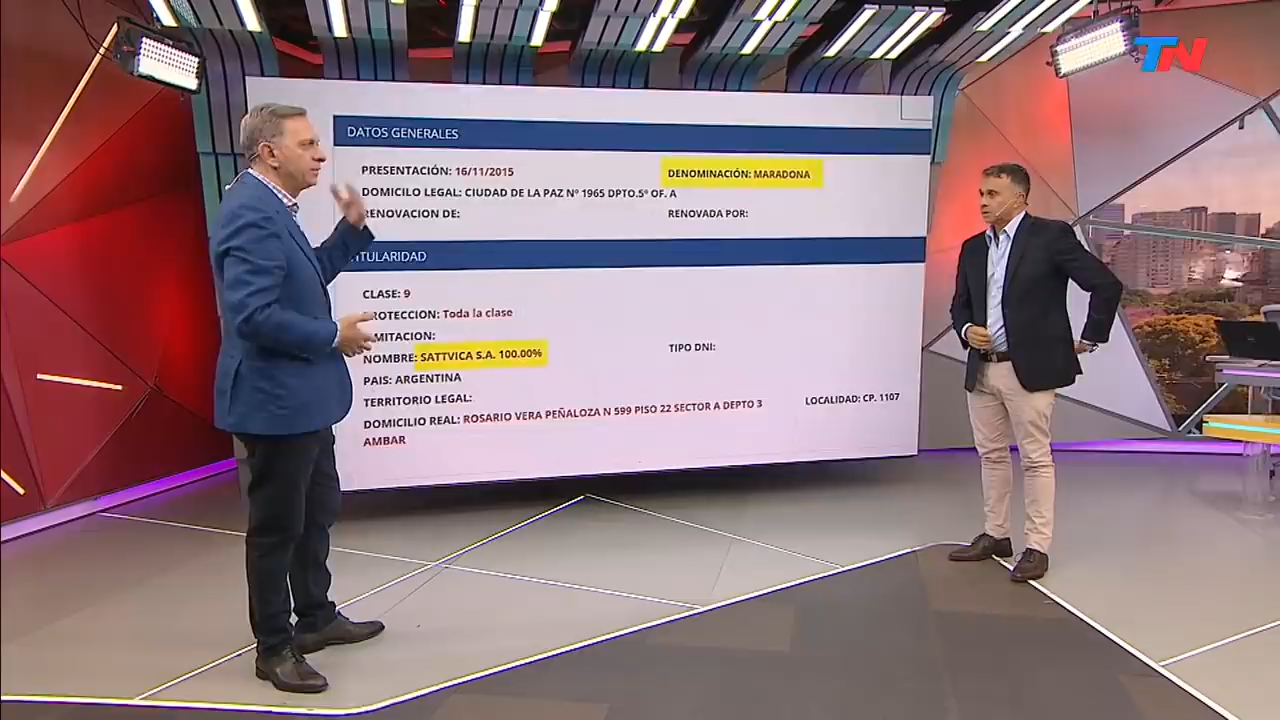 TN
DATOS GENERALES
PRESENTACIÓN: 16/11/2015 DENOMINACIÓN: MARADONA
DOMICILO LEGAL: CIUDAD DE LA PAZ Nº 1965 DPTO.5º OF. A
RENOVACION DE: RENOVADA POR:
TITULARIDAD
CLASE: 9
PROTECCION: Toda la clase
IMITACION:
NOMBRE: SATTVICA S.A. 100.00% TIPO DNI:
PAIS: ARGENTINA
TERRITORIO LEGAL:
DOMICILIO REAL: ROSARIO VERA PEÑALOZA N 599 PISO 22 SECTOR A DEPTO 3 LOCALIDAD: CP. 1107
AMBAR